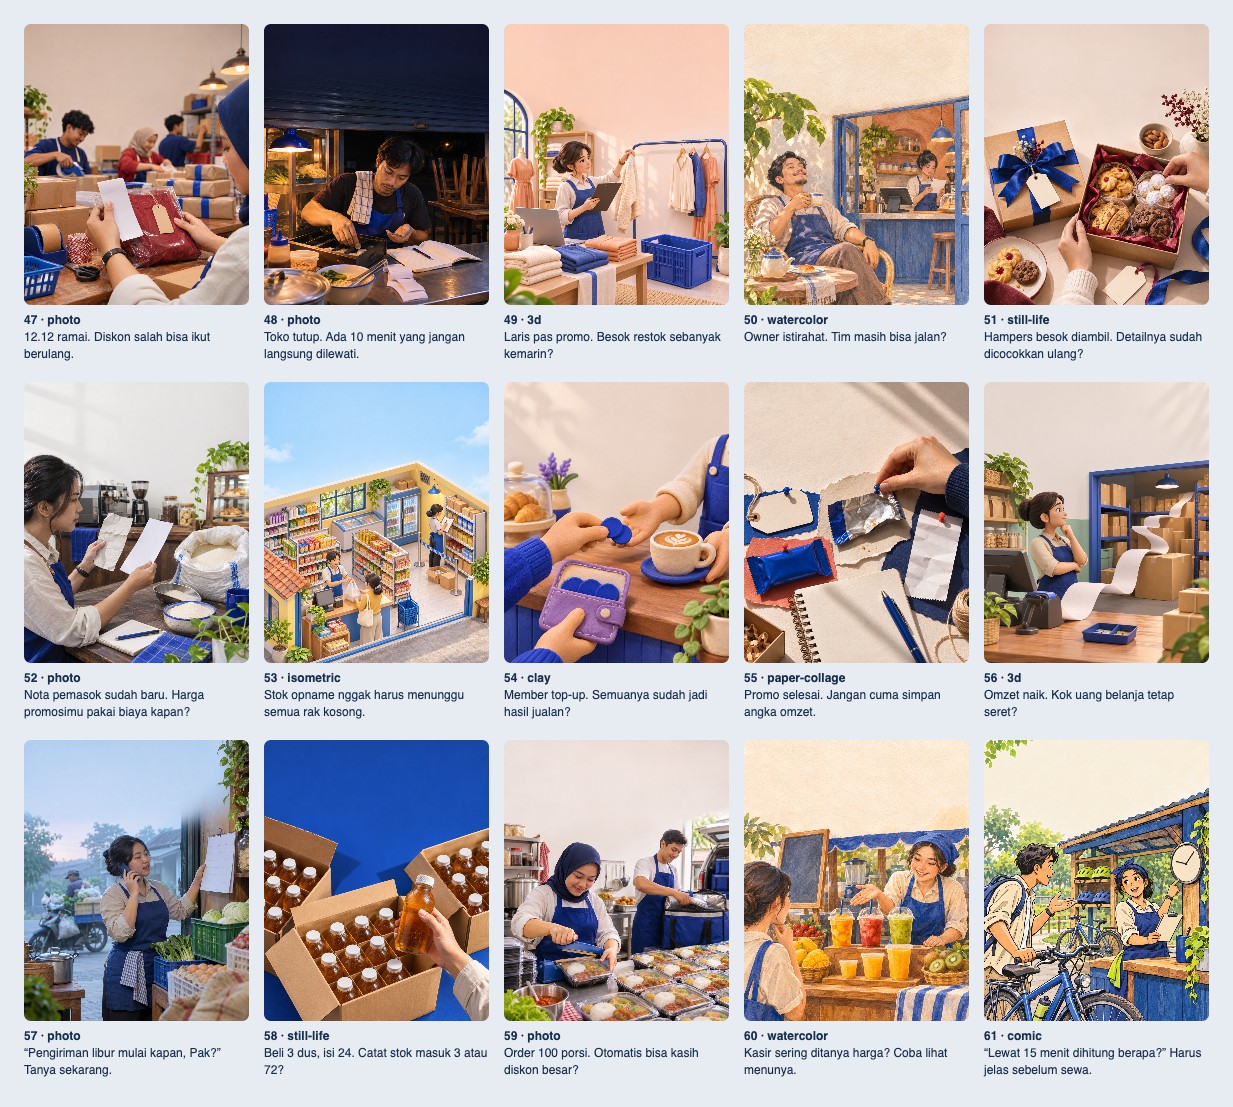 47 · photo
12.12 ramai. Diskon salah bisa ikut
berulang.
48 · photo
Toko tutup. Ada 10 menit yang jangan
langsung dilewati.
49 · 3d
Laris pas promo. Besok restok sebanyak
kemarin?
50 · watercolor
Owner istirahat. Tim masih bisa jalan?
51 · still-life
Hampers besok diambil. Detailnya sudah
dicocokkan ulang?
52 · photo
Nota pemasok sudah baru. Harga
promosimu pakai biaya kapan?
53 · isometric
Stok opname nggak harus menunggu
semua rak kosong.
54 · clay
Member top-up. Semuanya sudah jadi
hasil jualan?
55 · paper-collage
Promo selesai. Jangan cuma simpan
angka omzet.
56 · 3d
Omzet naik. Kok uang belanja tetap
seret?
57 · photo
“Pengiriman libur mulai kapan, Pak?”
Tanya sekarang.
58 · still-life
Beli 3 dus, isi 24. Catat stok masuk 3 atau
72?
59 · photo
Order 100 porsi. Otomatis bisa kasih
diskon besar?
60 · watercolor
Kasir sering ditanya harga? Coba lihat
menunya.
61 · comic
“Lewat 15 menit dihitung berapa?” Harus
jelas sebelum sewa.